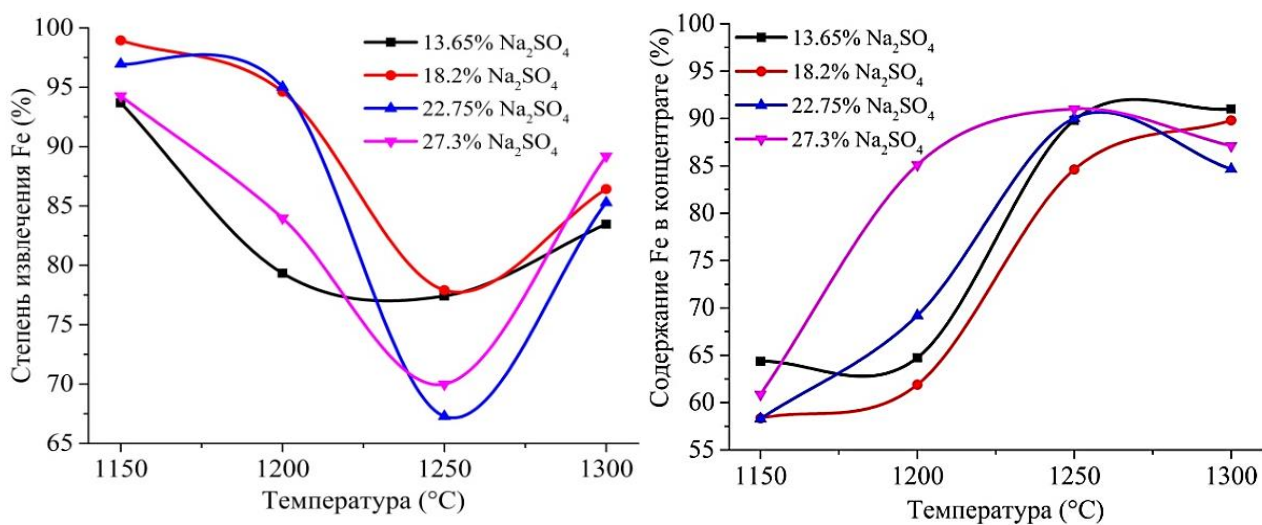 Степень извлечения Fe (%)
100
95
90
85
80
75
70
65
13.65% Na₂SO₄
18.2% Na₂SO₄
22.75% Na₂SO₄
27.3% Na₂SO₄
1150 1200 1250 1300
Температура (°C)
Содержание Fe в концентрате (%)
100
95
90
85
80
75
70
65
60
55
13.65% Na₂SO₄
18.2% Na₂SO₄
22.75% Na₂SO₄
27.3% Na₂SO₄
1150 1200 1250 1300
Температура (°C)